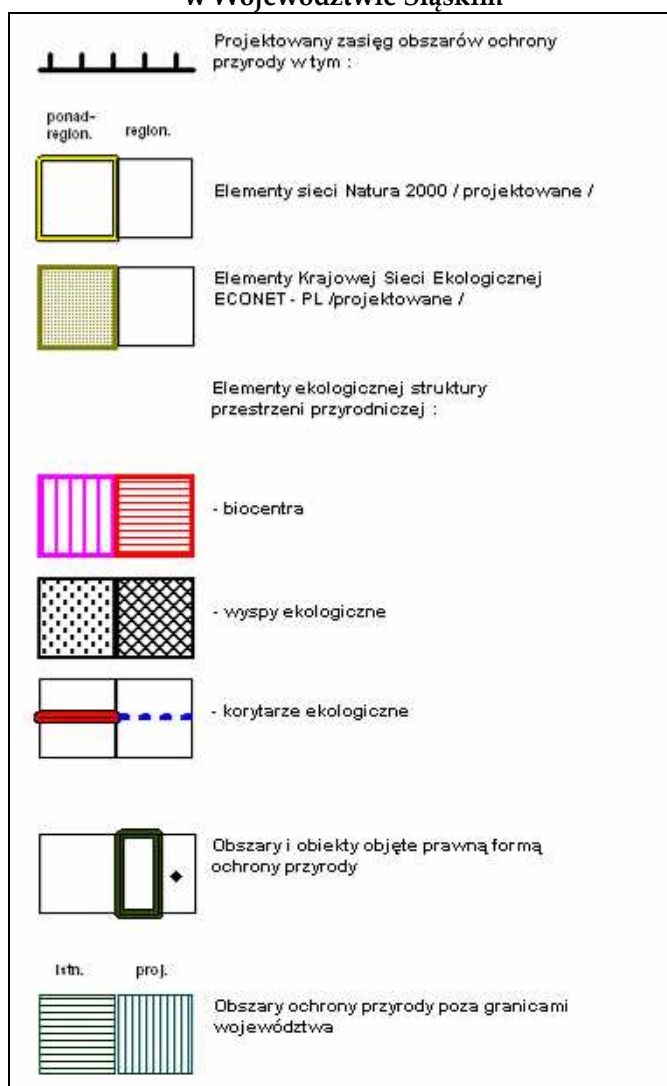 w Województwie Śląskim
Projektowany zasięg obszarów ochrony
przyrody w tym :
ponad-
region. region.
Elementy sieci Natura 2000 / projektowane /
Elementy Krajowej Sieci Ekologicznej
ECONET - PL /projektowane /
Elementy ekologicznej struktury
przestrzeni przyrodniczej :
- biocentra
- wyspy ekologiczne
- korytarze ekologiczne
Obszary i obiekty objęte prawną formą
ochrony przyrody
Istn. proj.
Obszary ochrony przyrody poza granicami
województwa